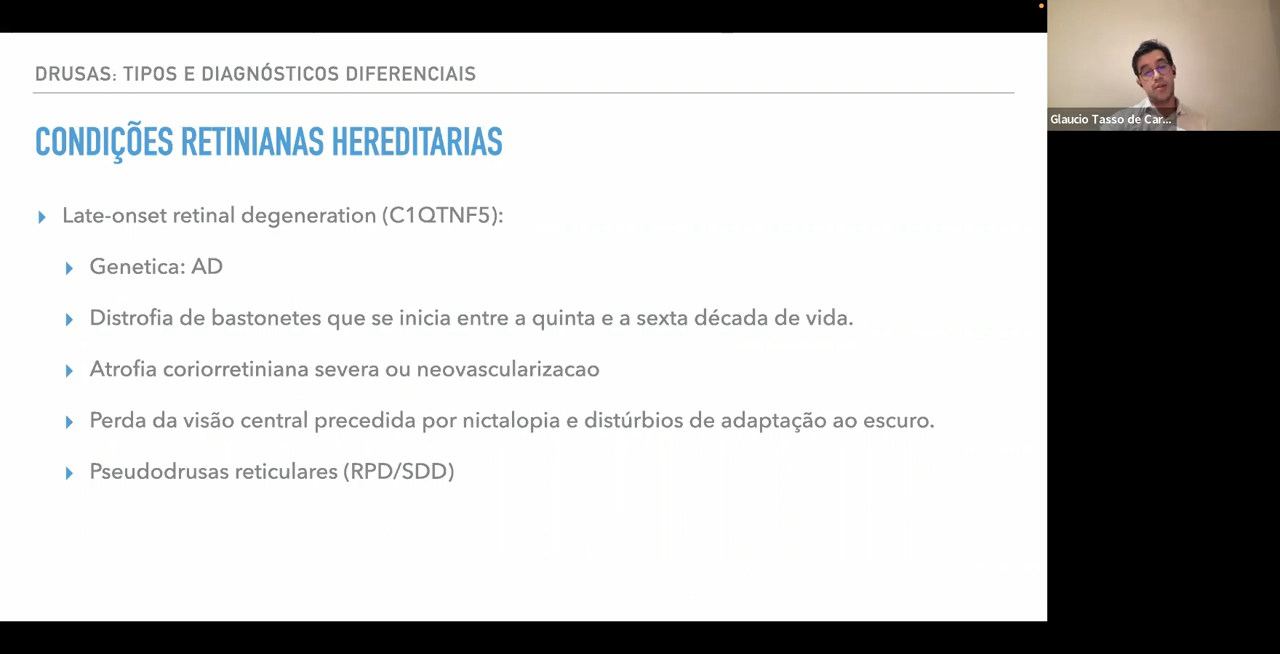 DRUSAS: TIPOS E DIAGNÓSTICOS DIFERENCIAIS
CONDIÇÕES RETINIANAS HEREDITARIAS
Late-onset retinal degeneration (C1QTNF5):
Genetica: AD
Distrofia de bastonetes que se inicia entre a quinta e a sexta década de vida.
Atrofia coriorretiniana severa ou neovascularizacao
Perda da visão central precedida por nictalopia e distúrbios de adaptação ao escuro.
Pseudodrusas reticulares (RPD/SDD)
Glaucio Tasso de Car...